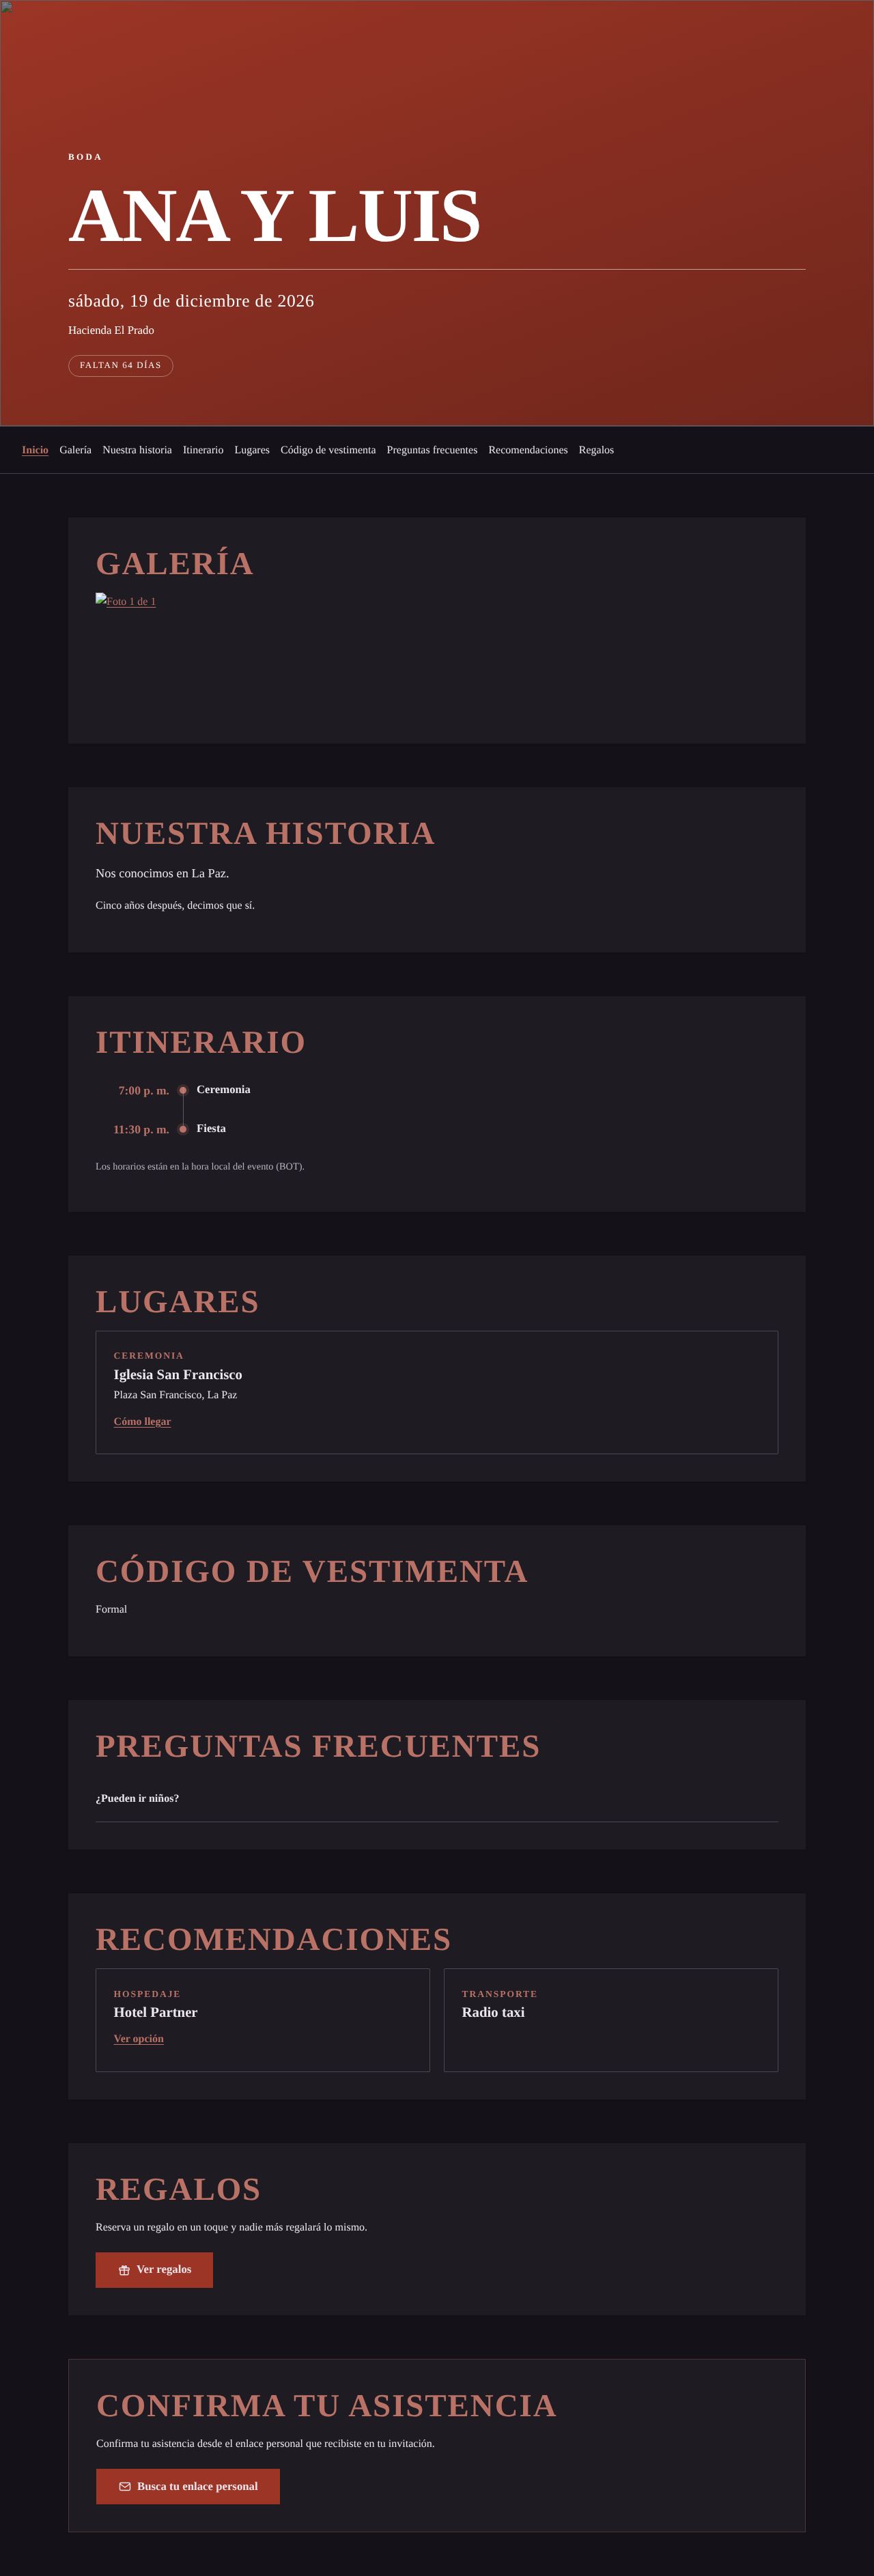 BODA
ANA Y LUIS
sábado, 19 de diciembre de 2026
Hacienda El Prado
FALTAN 64 DÍAS
Inicio Galería Nuestra historia Itinerario Lugares Código de vestimenta Preguntas frecuentes Recomendaciones Regalos
GALERÍA
Foto 1 de 1
NUESTRA HISTORIA
Nos conocimos en La Paz.
Cinco años después, decimos que sí.
ITINERARIO
7:00 p. m. Ceremonia
11:30 p. m. Fiesta
Los horarios están en la hora local del evento (BOT).
LUGARES
CEREMONIA
Iglesia San Francisco
Plaza San Francisco, La Paz
Cómo llegar
CÓDIGO DE VESTIMENTA
Formal
PREGUNTAS FRECUENTES
¿Pueden ir niños?
RECOMENDACIONES
HOSPEDAJE
Hotel Partner
Ver opción
TRANSPORTE
Radio taxi
REGALOS
Reserva un regalo en un toque y nadie más regalará lo mismo.
Ver regalos
CONFIRMA TU ASISTENCIA
Confirma tu asistencia desde el enlace personal que recibiste en tu invitación.
Busca tu enlace personal